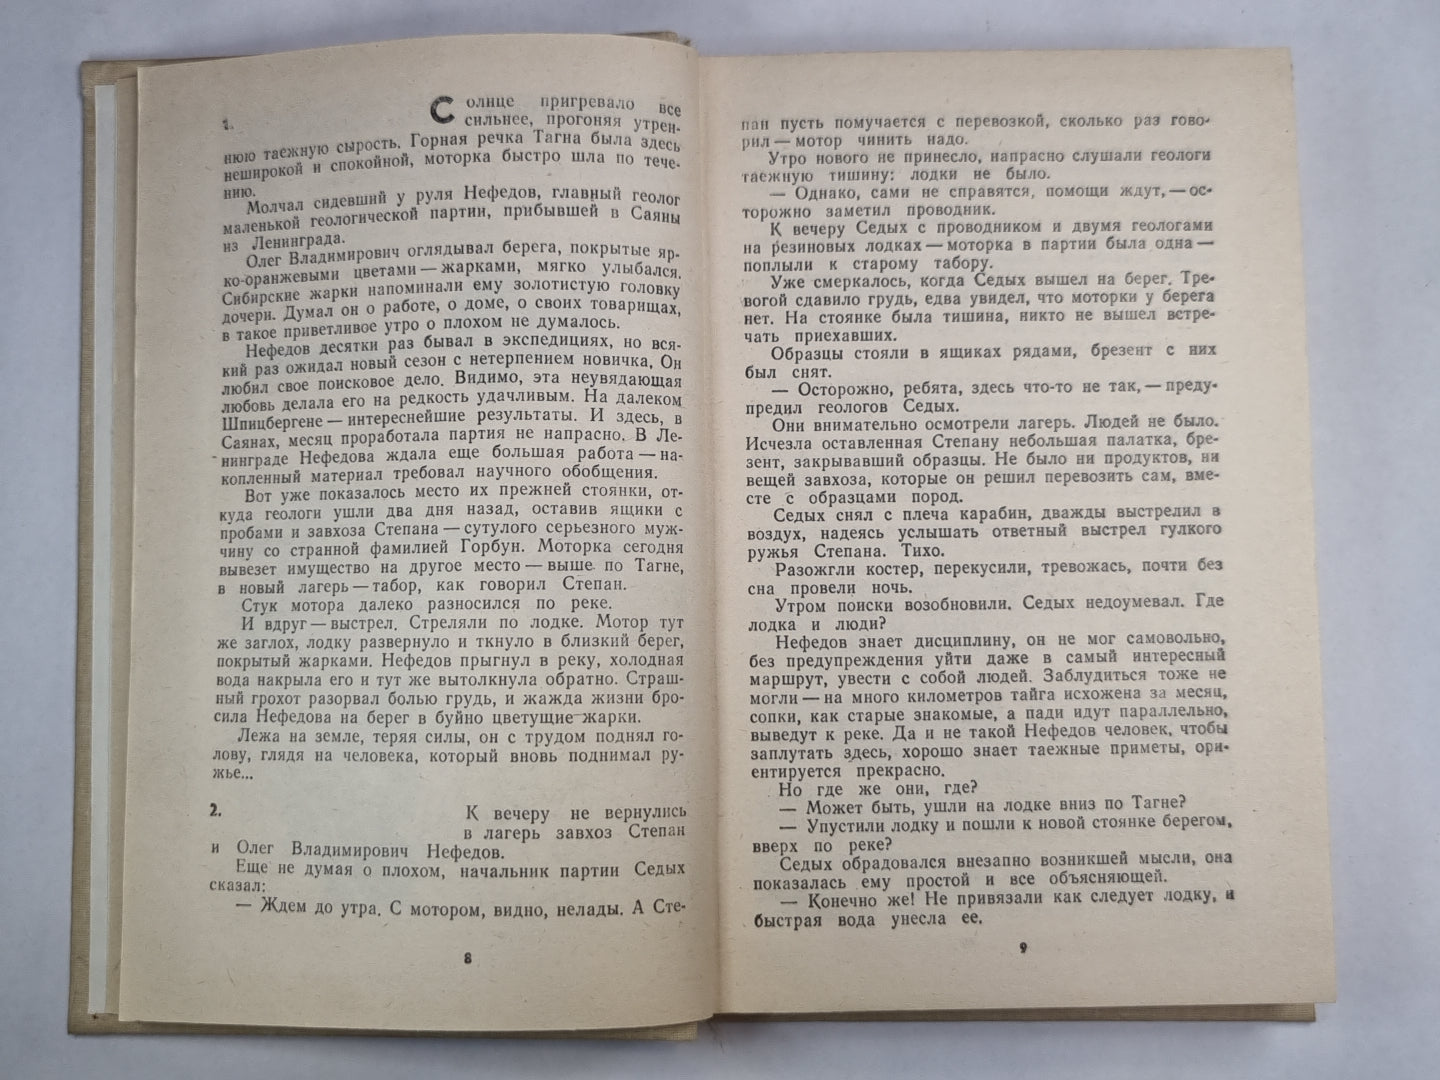 1.
Солнце пригревало все
сильнее, прогоняя утрен-
нюю таежную сырость. Горная речка Тагна была здесь
неширокой и спокойной, моторка быстро шла по тече-
нию.
Молчал сидевший у руля Нефедов, главный геолог
маленькой геологической партии, прибывшей в Саяны
из Ленинграда.
Олег Владимирович оглядывал берега, покрытые яр-
ко-оранжевыми цветами — жарками, мягко улыбался.
Сибирские жарки напоминали ему золотистую головку
дочери. Думал он о работе, о доме, о своих товарищах,
в такое приветливое утро о плохом не думалось.
Нефедов десятки раз бывал в экспедициях, но вся-
кий раз ожидал новый сезон с нетерпением новичка. Он
любил свое поисковое дело. Видимо, эта неувядающая
любовь делала его на редкость удачливым. На далеком
Шпицбергене — интереснейшие результаты. И здесь, в
Саянах, месяц проработала партия не напрасно. В Ле-
нинграде Нефедова ждала еще большая работа — на-
копленный материал требовал научного обобщения.
Вот уже показалось место их прежней стоянки, от-
куда геологи ушли два дня назад, оставив ящики с
пробами и завхоза Степана — сутулого серьезного муж-
чину со странной фамилией Горбун. Моторка сегодня
вывезет имущество на другое место — выше по Тагне,
в новый лагерь — табор, как говорил Степан.
Стук мотора далеко разносился по реке.
И вдруг — выстрел. Стреляли по лодке. Мотор тут
же заглох, лодку развернуло и ткнуло в близкий берег,
покрытый жарками. Нефедов прыгнул в реку, холодная
вода накрыла его и тут же вытолкнула обратно. Страш-
ный грохот разорвал болью грудь, и жажда жизни бро-
сила Нефедова на берег в буйно цветущие жарки.
Лежа на земле, теряя силы, он с трудом поднял го-
лову, глядя на человека, который вновь поднимал ру-
жье...
2.
К вечеру не вернулись
в лагерь завхоз Степан
и Олег Владимирович Нефедов.
Еще не думая о плохом, начальник партии Седых
сказал:
— Ждем до утра. С мотором, видно, нелады. А Сте-
8
пан пусть помучается с перевозкой, сколько раз гово-
рил — мотор чинить надо.
Утро нового не принесло, напрасно слушали геологи
таежную тишину: лодки не было.
— Однако, сами не справятся, помощи ждут, — ос-
торожно заметил проводник.
К вечеру Седых с проводником и двумя геологами
на резиновых лодках — моторка в партии была одна —
поплыли к старому табору.
Уже смеркалось, когда Седых вышел на берег. Тре-
вогой сдавило грудь, едва увидел, что моторки у берега
нет. На стоянке была тишина, никто не вышел встре-
чать приехавших.
Образцы стояли в ящиках рядами, брезент с них
был снят.
— Осторожно, ребята, здесь что-то не так, — преду-
предил геологов Седых.
Они внимательно осмотрели лагерь. Людей не было.
Исчезла оставленная Степану небольшая палатка, бре-
зент, закрывавший образцы. Не было ни продуктов, ни
вещей завхоза, которые он решил перевозить сам, вме-
сте с образцами пород.
Седых снял с плеча карабин, дважды выстрелил в
воздух, надеясь услышать ответный выстрел гулкого
ружья Степана. Тихо.
Разожгли костер, перекусили, тревожась, почти без
сна провели ночь.
Утром поиски возобновили. Седых недоумевал. Где
лодка и люди?
Нефедов знает дисциплину, он не мог самовольно,
без предупреждения уйти даже в самый интересный
маршрут, увести с собой людей. Заблудиться тоже не
могли — на много километров тайга исхожена за месяц,
сопки, как старые знакомые, а пади идут параллельно,
выведут к реке. Да и не такой Нефедов человек, чтобы
заплутать здесь, хорошо знает таежные приметы, ори-
ентируется прекрасно.
Но где же они, где?
— Может быть, ушли на лодке вниз по Тагне?
— Упустили лодку и пошли к новой стоянке берегом,
вверх по реке?
Седых обрадовался внезапно возникшей мысли, она
показалась ему простой и все объясняющей.
— Конечно же! Не привязали как следует лодку, и
быстрая вода унесла ее.
9